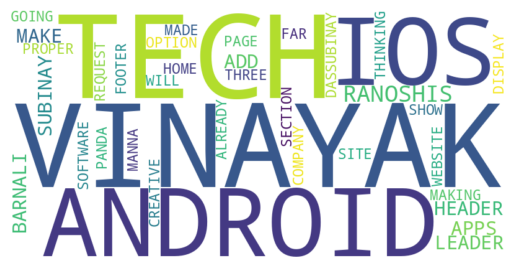 GOING
MADE
MAKE
OPTION
PROPER
REQUEST
FOOTER
TECH
HOME
WILL
PAGE
ADD
THREE
FAR
DASSUBINAY
IOS
THINKING
DISPLAY
SUBINAY
RANOSHIS
SHOW
VINAYAK
BARNALI
SOFTWARE
PANDA
MANNA
CREATIVE
ALREADY
SECTION
COMPANY
SITE
WEBSITE
ANDROID
MAKING
HEADER
APPS
LEADER